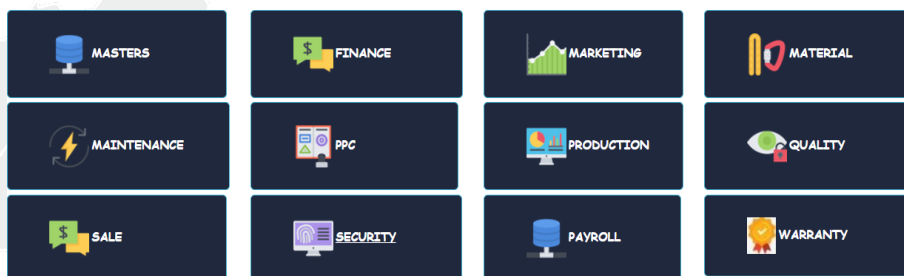 MASTERS
FINANCE
MARKETING
MATERIAL
MAINTENANCE
PPC
PRODUCTION
QUALITY
SALE
SECURITY
PAYROLL
WARRANTY